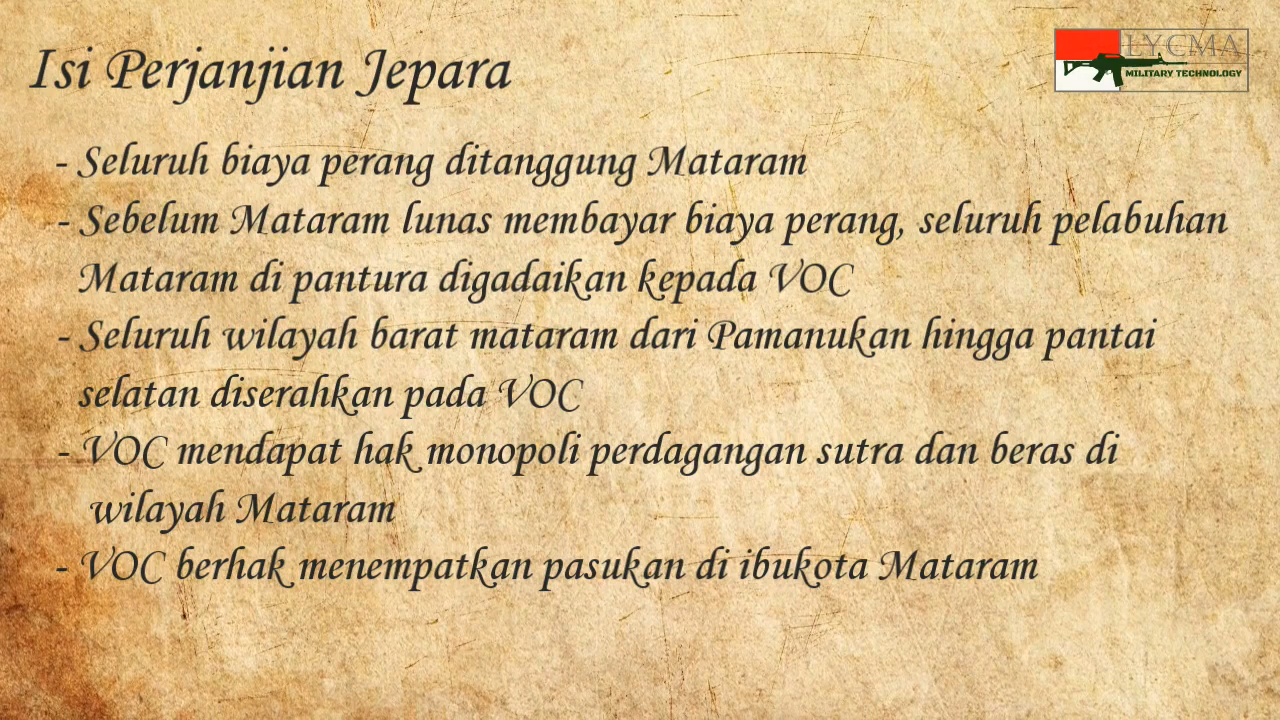 Isi Perjanjian Jepara
LYCMA
MILITARY TECHNOLOGY
- Seluruh biaya perang ditanggung Mataram
- Sebelum Mataram lunas membayar biaya perang, seluruh pelabuhan
Mataram di pantura digadaikan kepada VOC
- Seluruh wilayah barat mataram dari Pamanukan hingga pantai
selatan diserahkan pada VOC
- VOC mendapat hak monopoli perdagangan sutra dan beras di
wilayah Mataram
- VOC berhak menempatkan pasukan di ibukota Mataram